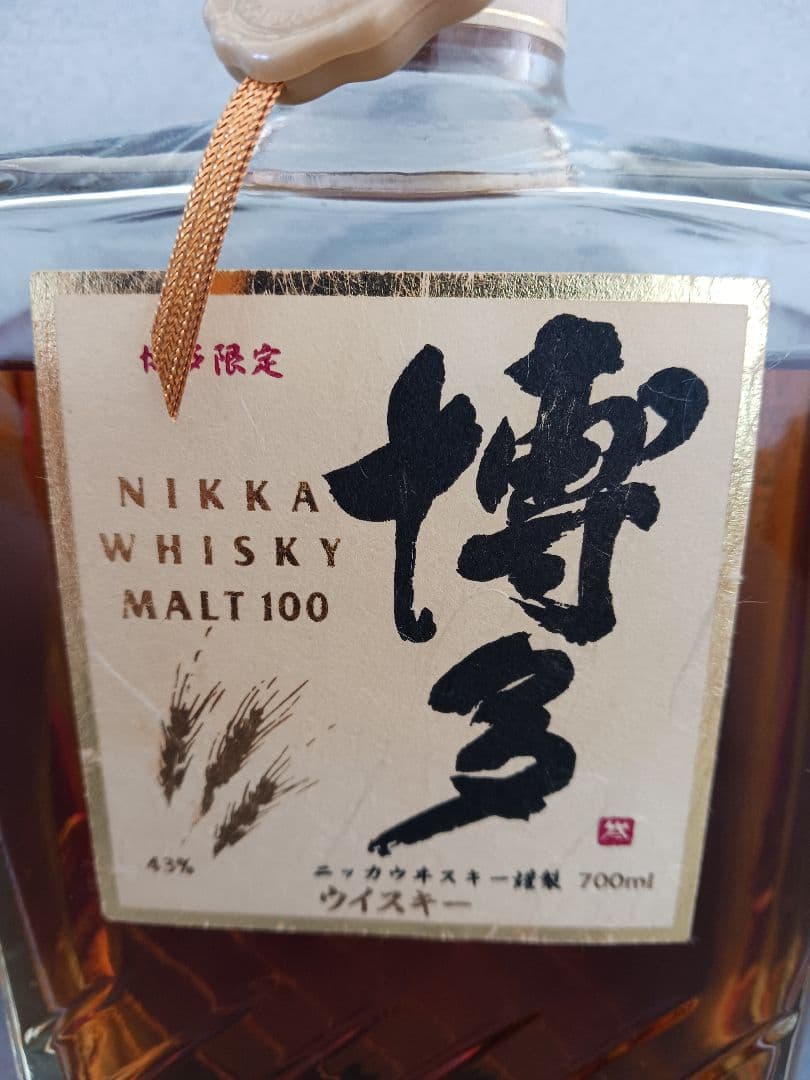 限定
博多
NIKKA
WHISKY
MALT 100
43%
ニッカウヰスキー謹製 700ml
ウイスキー